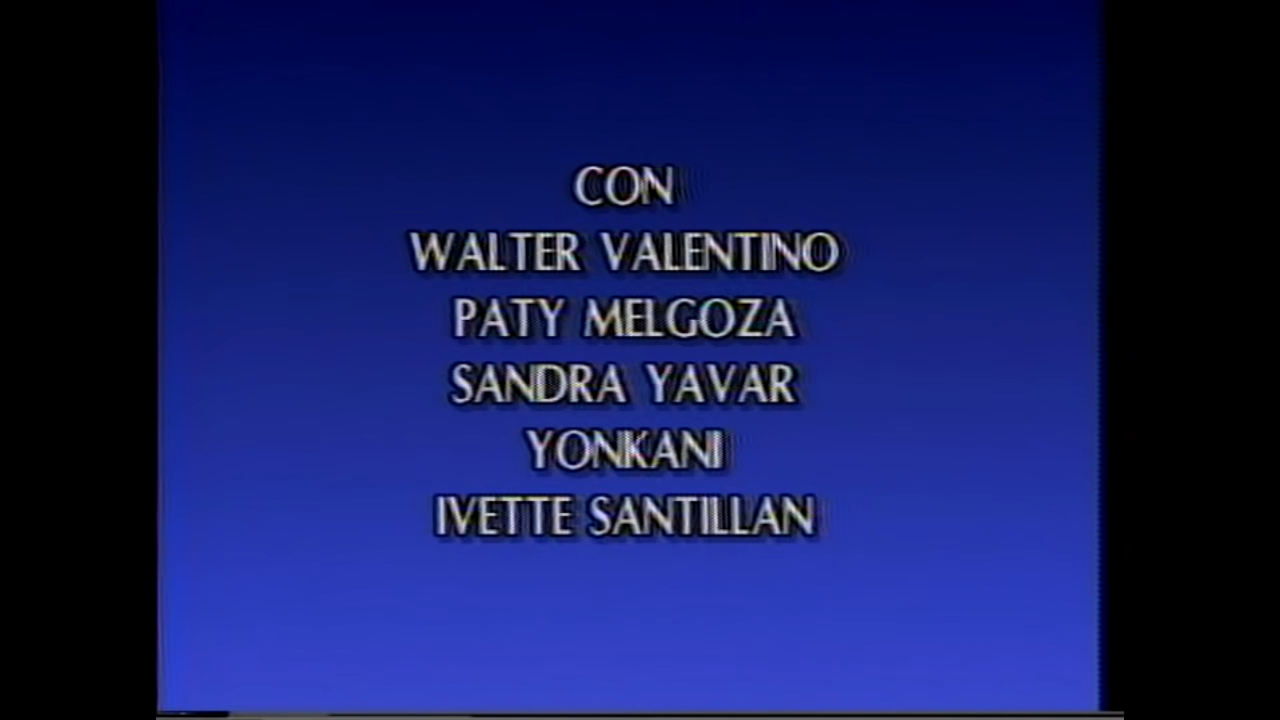 CON
WALTER VALENTINO
PATY MELGOZA
SANDRA YAVAR
YONKANI
IVETTE SANTILLAN